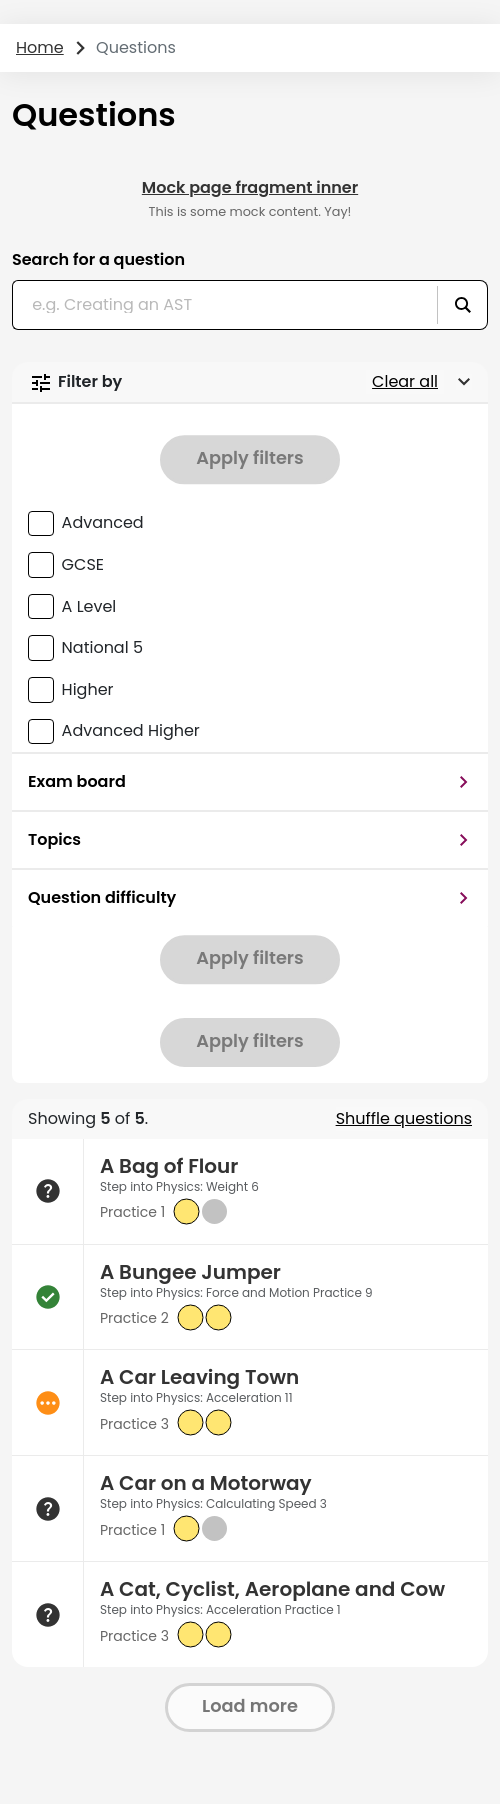 Home Questions
Questions
Mock page fragment inner
This is some mock content. Yay!
Search for a question
e.g. Creating an AST
Filter by Clear all
Apply filters
Advanced
GCSE
A Level
National 5
Higher
Advanced Higher
Exam board
Topics
Question difficulty
Apply filters
Apply filters
Showing 5 of 5. Shuffle questions
A Bag of Flour
Step into Physics: Weight 6
Practice 1
A Bungee Jumper
Step into Physics: Force and Motion Practice 9
Practice 2
A Car Leaving Town
Step into Physics: Acceleration 11
Practice 3
A Car on a Motorway
Step into Physics: Calculating Speed 3
Practice 1
A Cat, Cyclist, Aeroplane and Cow
Step into Physics: Acceleration Practice 1
Practice 3
Load more